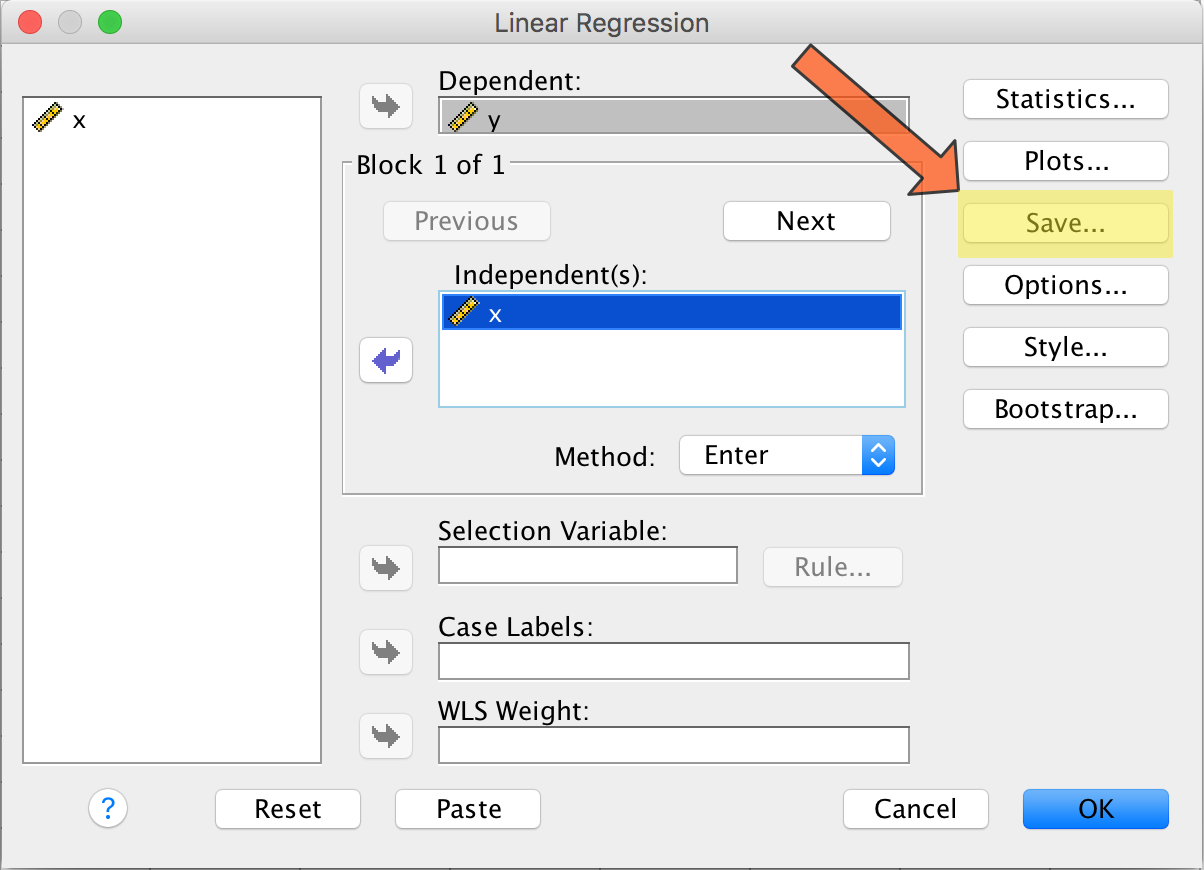 Linear Regression
x
Dependent:
y
Block 1 of 1
Previous
Next
Independent(s):
x
Method:
Enter
Selection Variable:
Rule...
Case Labels:
WLS Weight:
Statistics...
Plots...
Save...
Options...
Style...
Bootstrap...
?
Reset
Paste
Cancel
OK